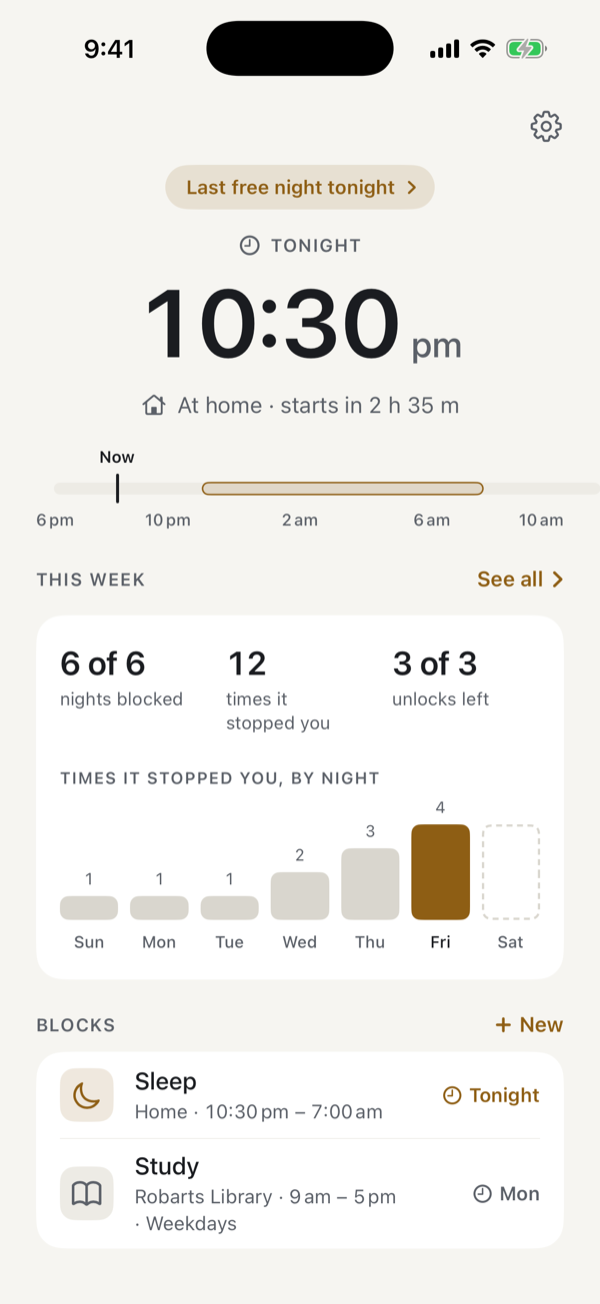 9:41
Last free night tonight
TONIGHT
10:30 pm
At home · starts in 2 h 35 m
Now
6 pm 10 pm 2 am 6 am 10 am
THIS WEEK See all
6 of 6 12 3 of 3
nights blocked times it unlocks left
stopped you
TIMES IT STOPPED YOU, BY NIGHT
1 1 1 2 3 4
Sun Mon Tue Wed Thu Fri Sat
BLOCKS + New
Sleep
Home · 10:30 pm – 7:00 am Tonight
Study
Robarts Library · 9 am – 5 pm Mon
· Weekdays